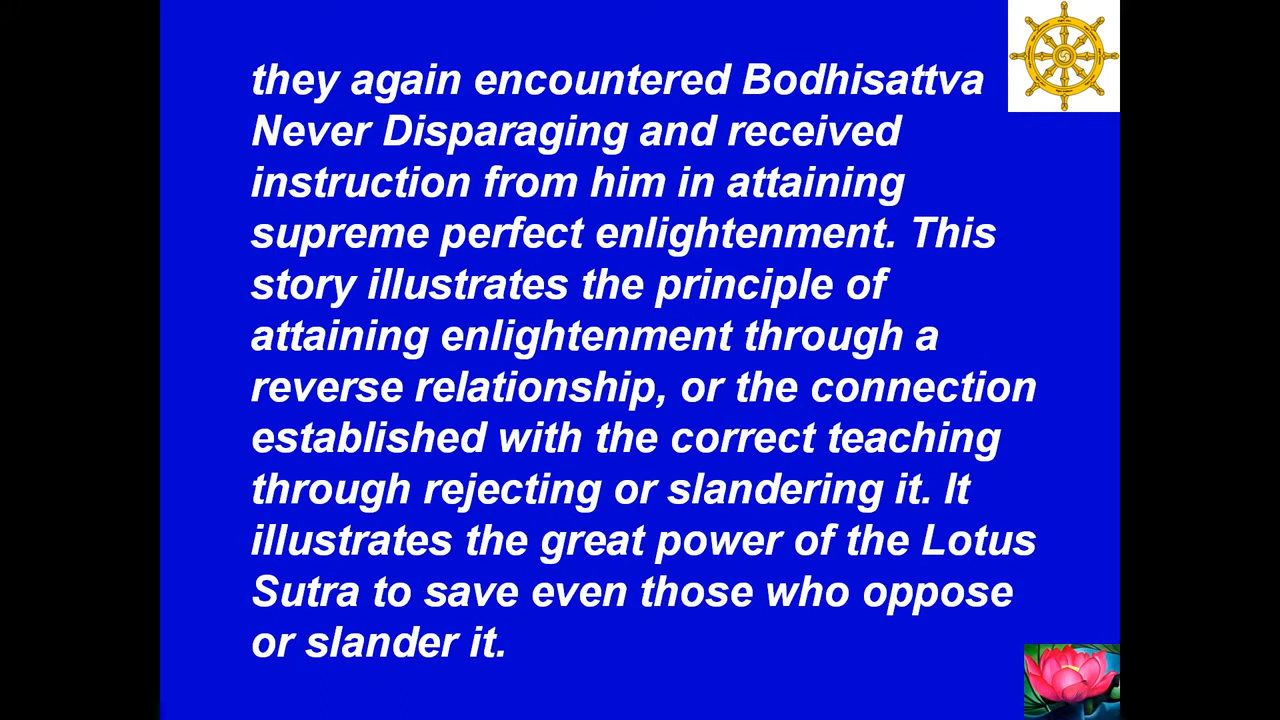 they again encountered Bodhisattva
Never Disparaging and received
instruction from him in attaining
supreme perfect enlightenment. This
story illustrates the principle of
attaining enlightenment through a
reverse relationship, or the connection
established with the correct teaching
through rejecting or slandering it. It
illustrates the great power of the Lotus
Sutra to save even those who oppose
or slander it.